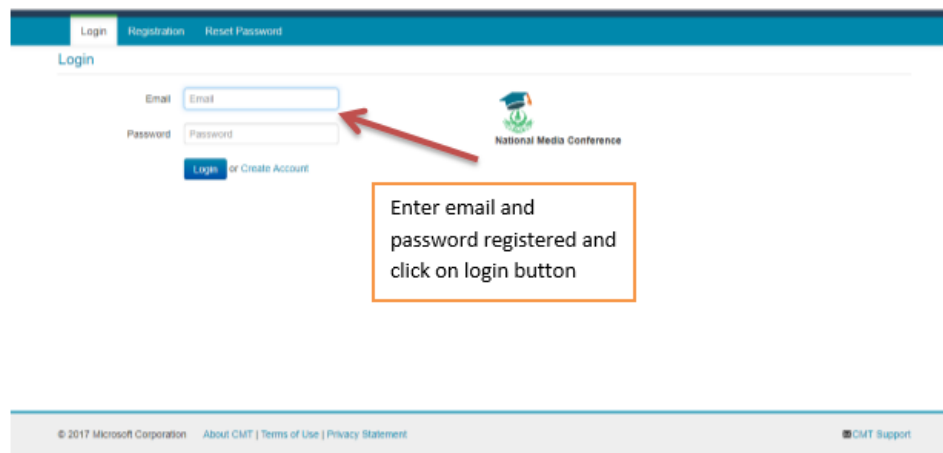 Login Registration Reset Password
Login
Email Email
Password Password
National Media Conference
Login or Create Account
Enter email and
password registered and
click on login button
© 2017 Microsoft Corporation About CMT | Terms of Use | Privacy Statement CMT Support